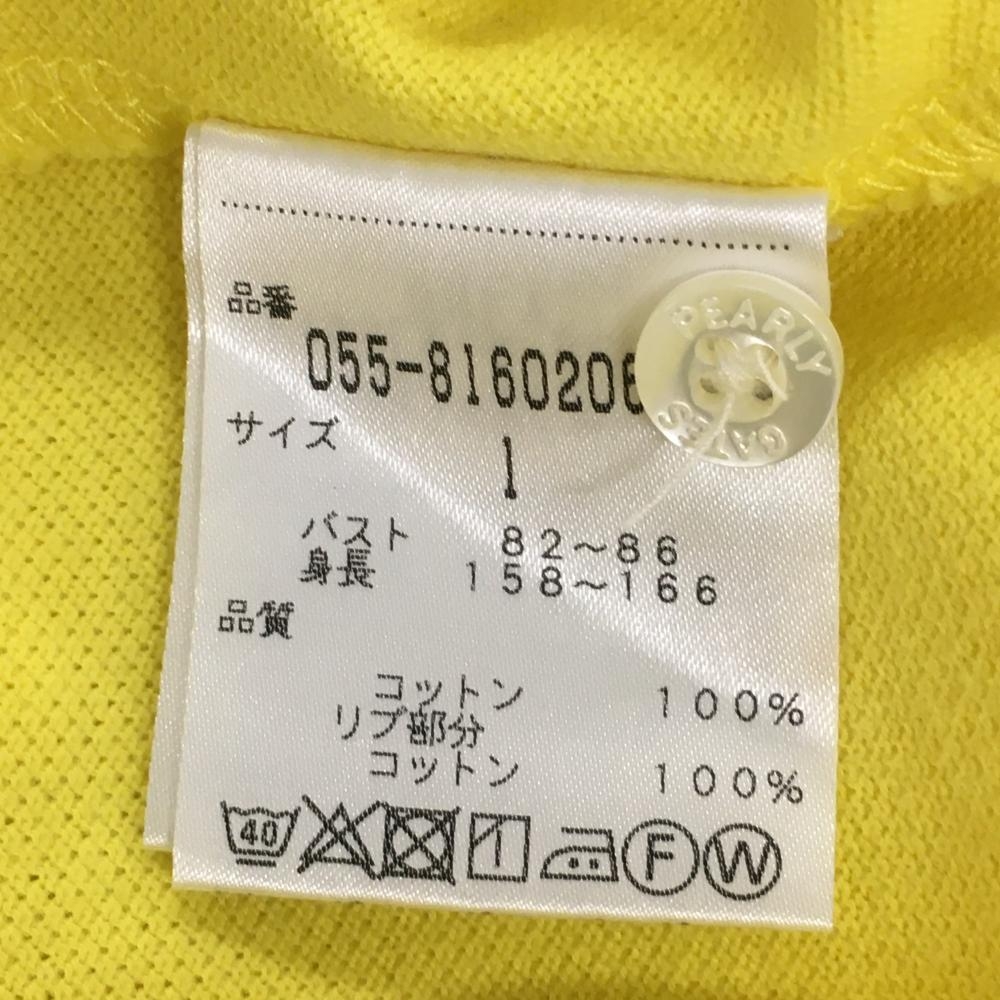 品番
055-8160206
PEARLY
GATES
サイズ
1
バスト 82～86
身長 158～166
品質
コットン 100%
リブ部分
コットン 100%
40 F W